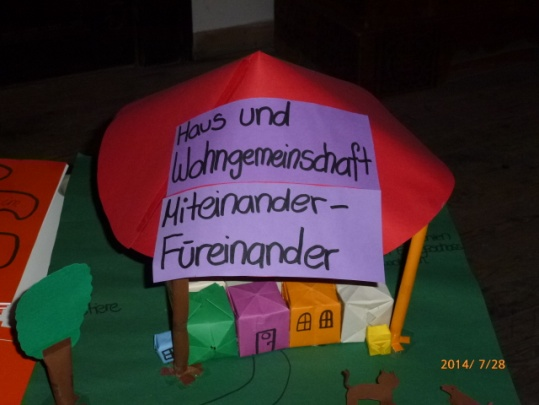 Haus und
Wohngemeinschaft
Miteinander-
Füreinander
2014/ 7/28